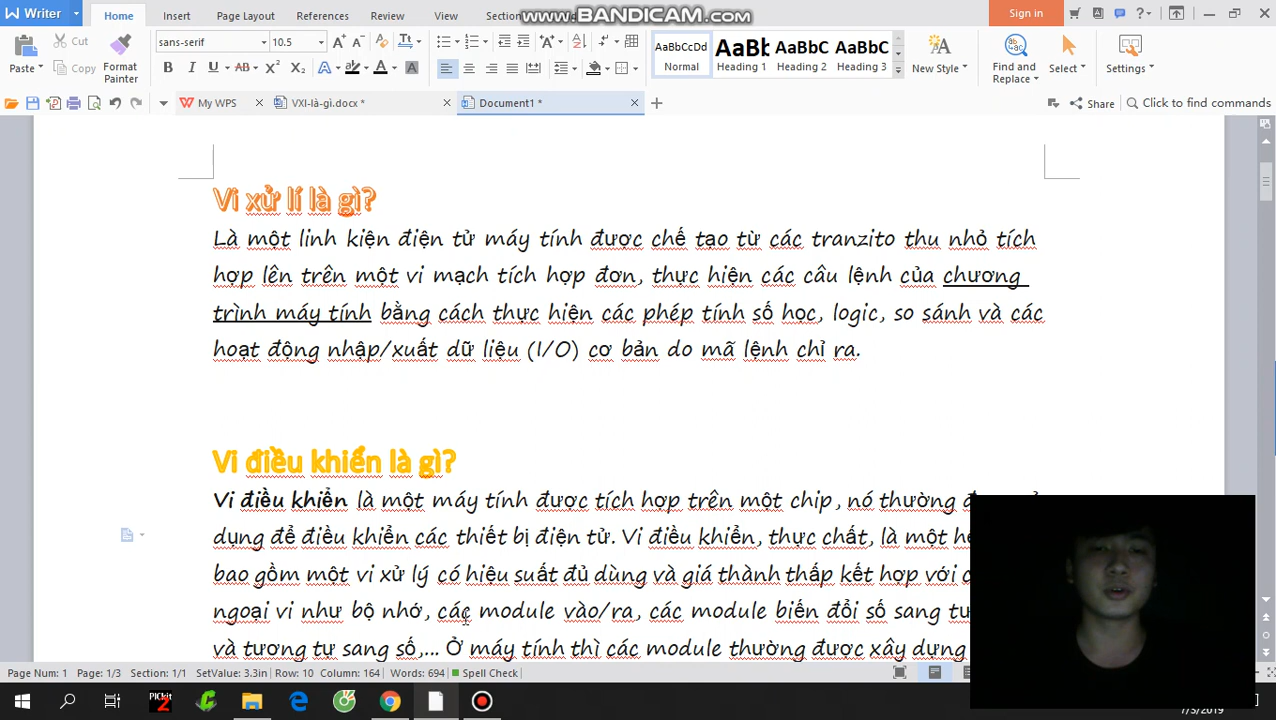 Writer
Home
Insert
Page Layout
References
Review
View
Section
www.BANDICAM.com
Sign in
Paste
Cut
Copy
Format
Painter
sans-serif
10.5
AaBbCcDd
Normal
AaBb
Heading 1
AaBbC
Heading 2
AaBbC
Heading 3
New Style
Find and
Replace
Select
Settings
My WPS
VXI-là-gì.docx *
Document1 *
Share
Click to find commands
Vi xử lí là gì?
Là một linh kiện điện tử máy tính được chế tạo từ các tranzito thu nhỏ tích
hợp lên trên một vi mạch tích hợp đơn, thực hiện các câu lệnh của chương
trình máy tính bằng cách thực hiện các phép tính số học, logic, so sánh và các
hoạt động nhập/xuất dữ liệu (I/O) cơ bản do mã lệnh chỉ ra.
Vi điều khiển là gì?
Vi điều khiển là một máy tính được tích hợp trên một chip, nó thường
dụng để điều khiển các thiết bị điện tử. Vi điều khiển, thực chất, là một
bao gồm một vi xử lý có hiệu suất đủ dùng và giá thành thấp kết hợp với
ngoại vi như bộ nhớ, các module vào/ra, các module biến đổi số sang
và tương tự sang số,... Ở máy tính thì các module thường được xây dựng
Page Num: 1 Page: 1/3 Section: 1/1 SetValue: 3.3in Row: 10 Column: 164 Words: 694 Spell Check
PICkit
2
7/3/2019